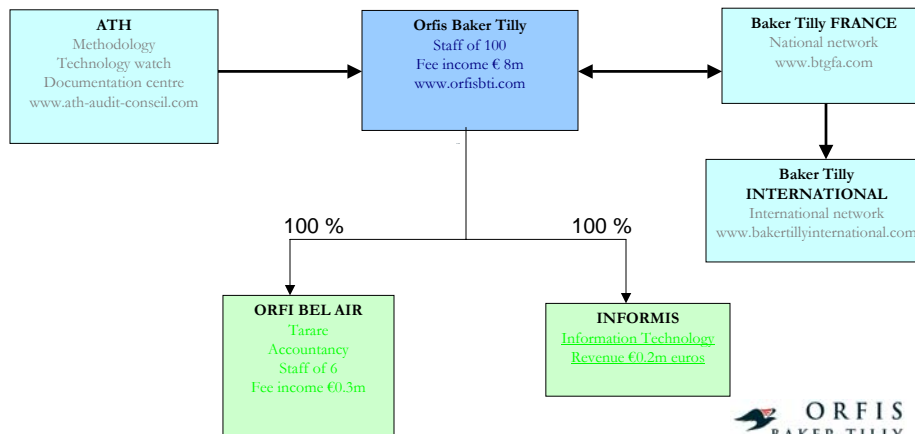 ATH
Methodology
Technology watch
Documentation centre
www.ath-audit-conseil.com
Orfis Baker Tilly
Staff of 100
Fee income € 8m
www.orfisbti.com
Baker Tilly FRANCE
National network
www.btgfa.com
Baker Tilly
INTERNATIONAL
International network
www.bakertillyinternational.com
100 %
100 %
ORFI BEL AIR
Tarare
Accountancy
Staff of 6
Fee income €0.3m
INFORMIS
Information Technology
Revenue €0.2m euros
ORFIS
BAKER TILLY